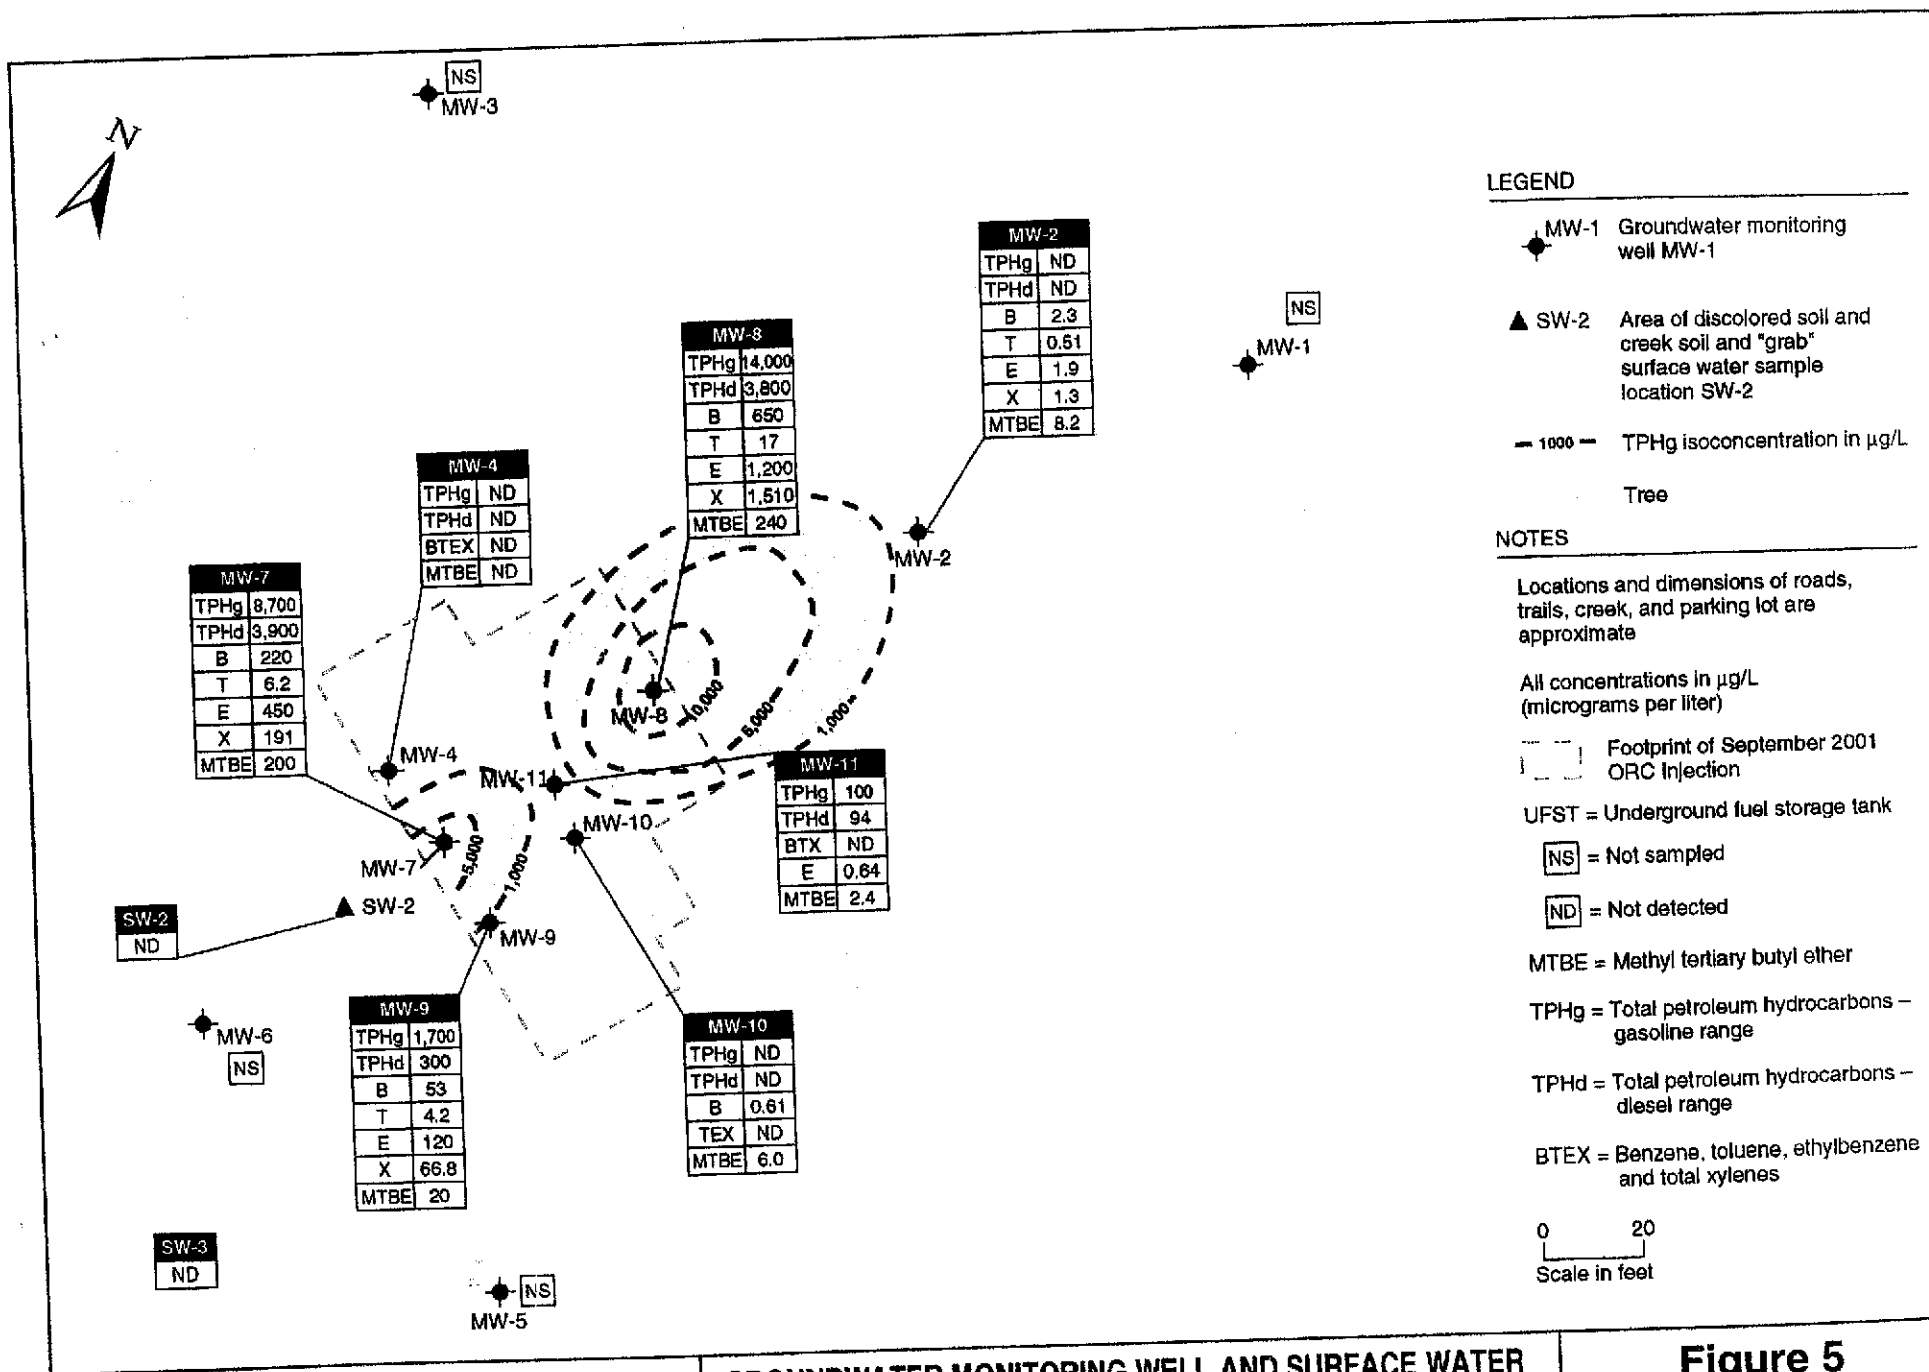 N
NS
MW-3
MW-2
TPHg ND
TPHd ND
B 2.3
T 0.51
E 1.9
X 1.3
MTBE 8.2
MW-2
NS
MW-1
MW-8
TPHg 14,000
TPHd 3,800
B 650
T 17
E 1,200
X 1,510
MTBE 240
MW-8
10,000
1,000
MW-4
TPHg ND
TPHd ND
BTEX ND
MTBE ND
MW-4
MW-7
TPHg 8,700
TPHd 3,900
B 220
T 6.2
E 450
X 191
MTBE 200
MW-7
5,000
1,000
MW-11
MW-11
TPHg 100
TPHd 94
BTX ND
E 0.64
MTBE 2.4
MW-10
SW-2
ND
SW-2
MW-9
MW-6
NS
MW-9
TPHg 1,700
TPHd 300
B 53
T 4.2
E 120
X 66.8
MTBE 20
MW-10
TPHg ND
TPHd ND
B 0.61
TEX ND
MTBE 6.0
SW-3
ND
NS
MW-5
LEGEND
MW-1 Groundwater monitoring
well MW-1
SW-2 Area of discolored soil and
creek soil and "grab"
surface water sample
location SW-2
1000 TPHg isoconcentration in µg/L
Tree
NOTES
Locations and dimensions of roads,
trails, creek, and parking lot are
approximate
All concentrations in µg/L
(micrograms per liter)
Footprint of September 2001
ORC Injection
UFST = Underground fuel storage tank
NS = Not sampled
ND = Not detected
MTBE = Methyl tertiary butyl ether
TPHg = Total petroleum hydrocarbons –
gasoline range
TPHd = Total petroleum hydrocarbons –
diesel range
BTEX = Benzene, toluene, ethylbenzene
and total xylenes
0 20
Scale in feet
GROUNDWATER MONITORING WELL AND SURFACE WATER
Figure 5